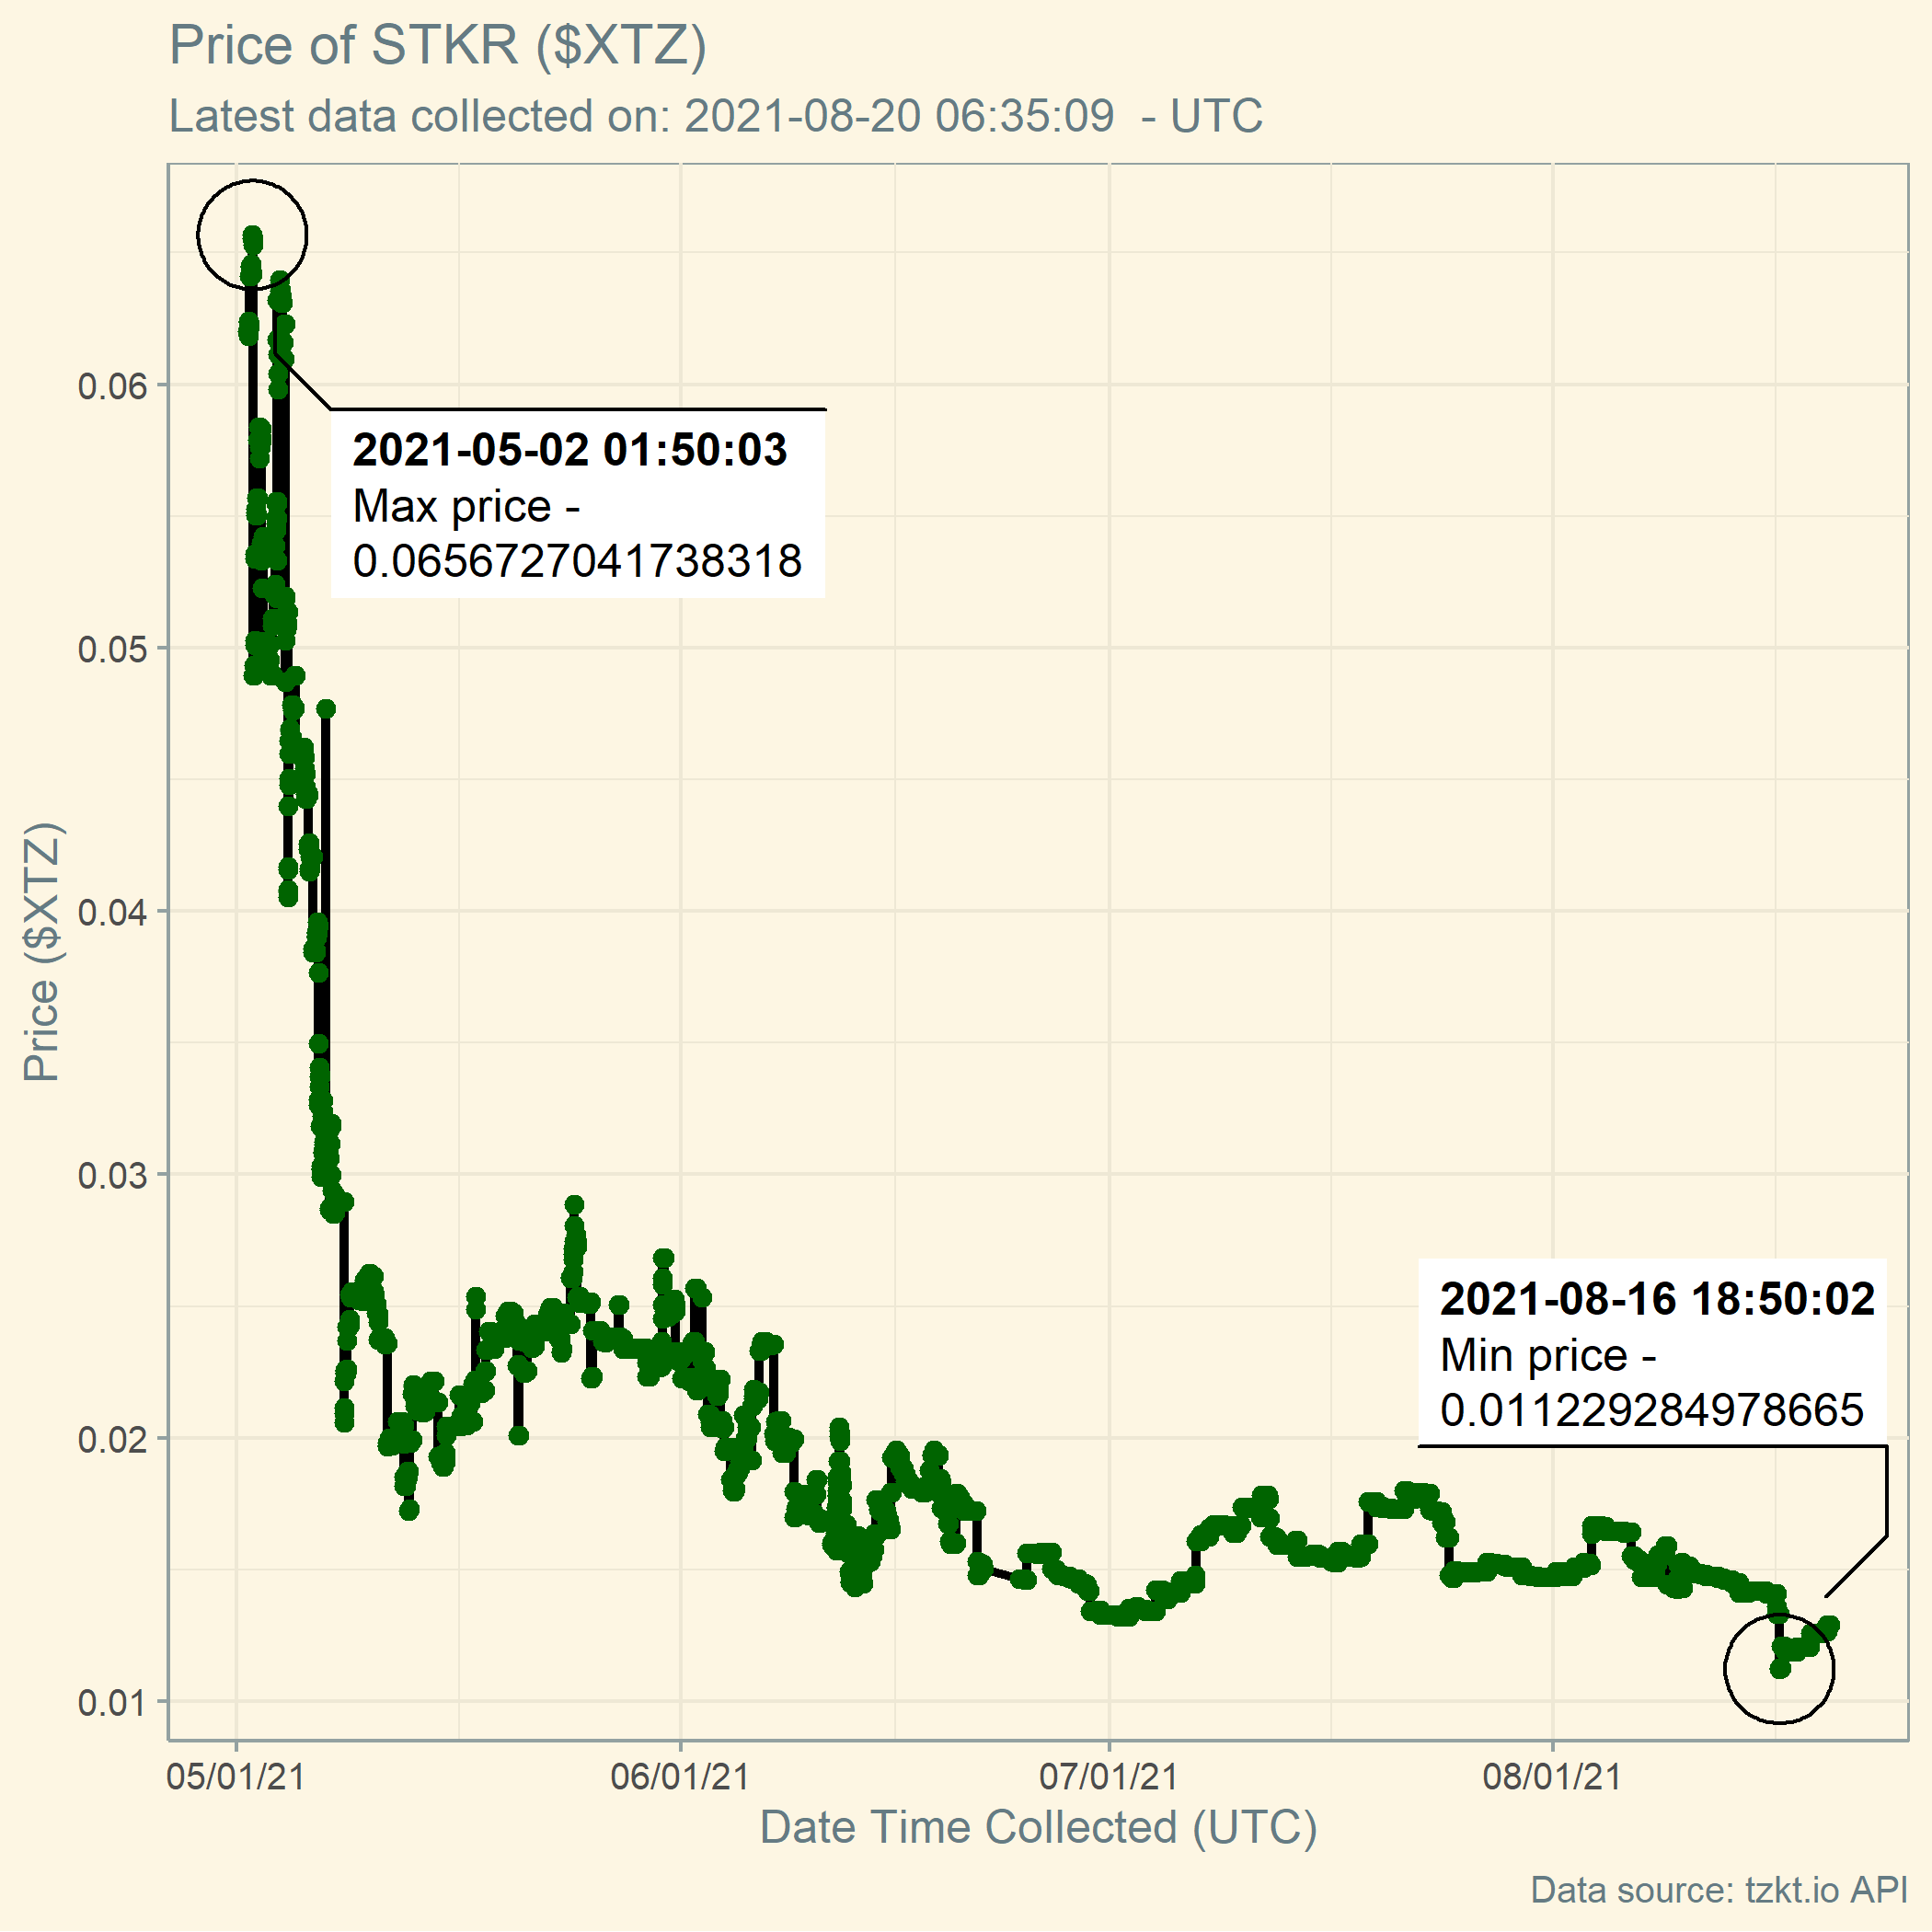 Price of STKR ($XTZ)
Latest data collected on: 2021-08-20 06:35:09  - UTC
2021-05-02 01:50:03
Max price -
0.0656727041738318
2021-08-16 18:50:02
Min price -
0.0112292849786​65
Price ($XTZ)
0.06
0.05
0.04
0.03
0.02
0.01
05/01/21
06/01/21
07/01/21
08/01/21
Date Time Collected (UTC)
Data source: tzkt.io API